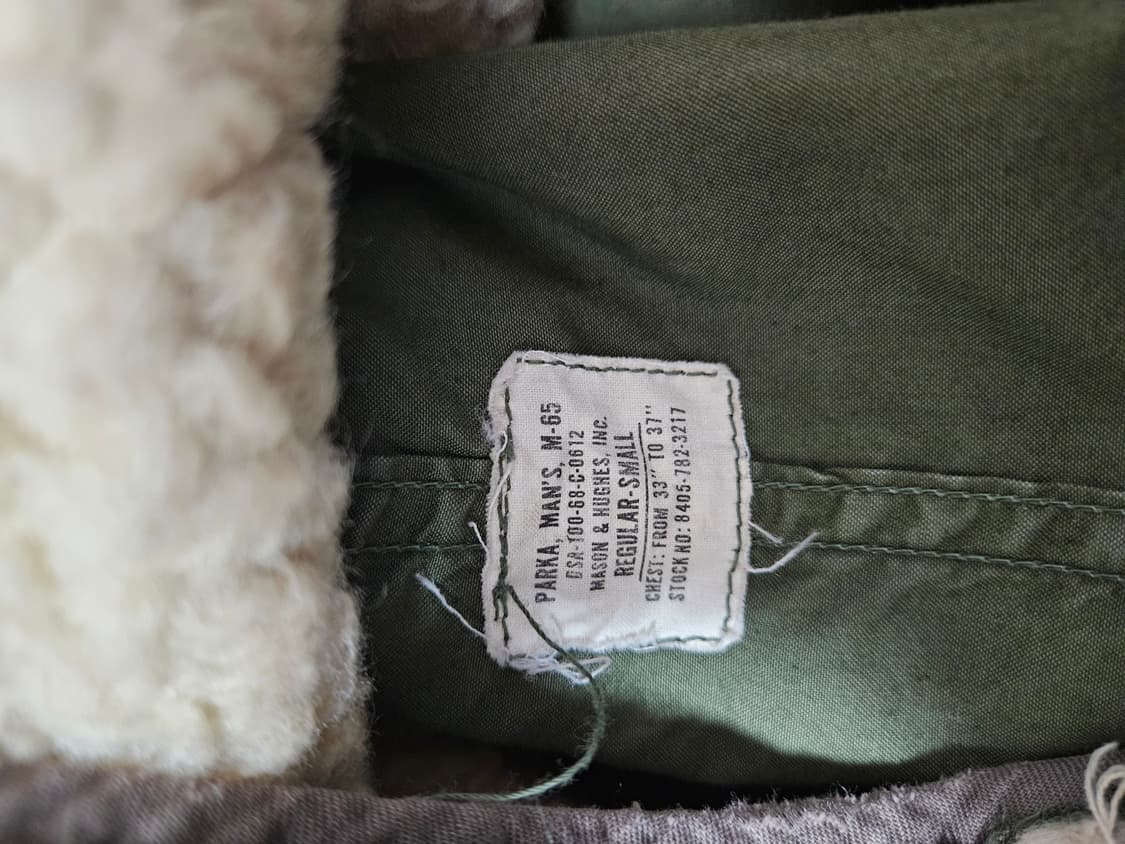 PARKA, MAN'S, M-65
DSA-100-68-C-0612
MASON & HUGHES, INC.
REGULAR-SMALL
CHEST: FROM 33" TO 37"
STOCK NO: 8405-782-3217